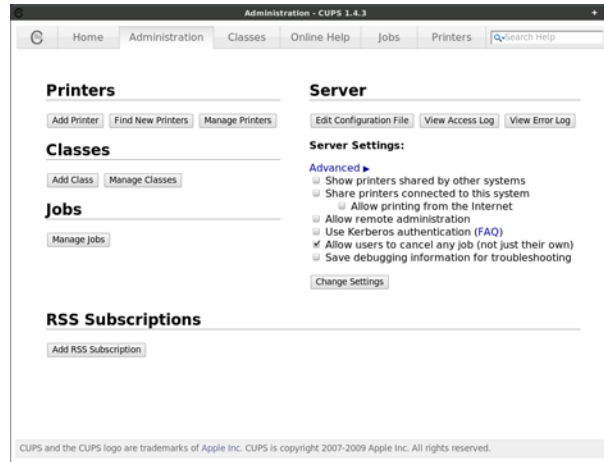 Administration - CUPS 1.4.3
Home Administration Classes Online Help Jobs Printers Search Help
Printers
Add Printer Find New Printers Manage Printers
Classes
Add Class Manage Classes
Jobs
Manage Jobs
Server
Edit Configuration File View Access Log View Error Log
Server Settings:
Advanced ▶
Show printers shared by other systems
Share printers connected to this system
Allow printing from the Internet
Allow remote administration
Use Kerberos authentication (FAQ)
Allow users to cancel any job (not just their own)
Save debugging information for troubleshooting
Change Settings
RSS Subscriptions
Add RSS Subscription
CUPS and the CUPS logo are trademarks of Apple Inc. CUPS is copyright 2007-2009 Apple Inc. All rights reserved.